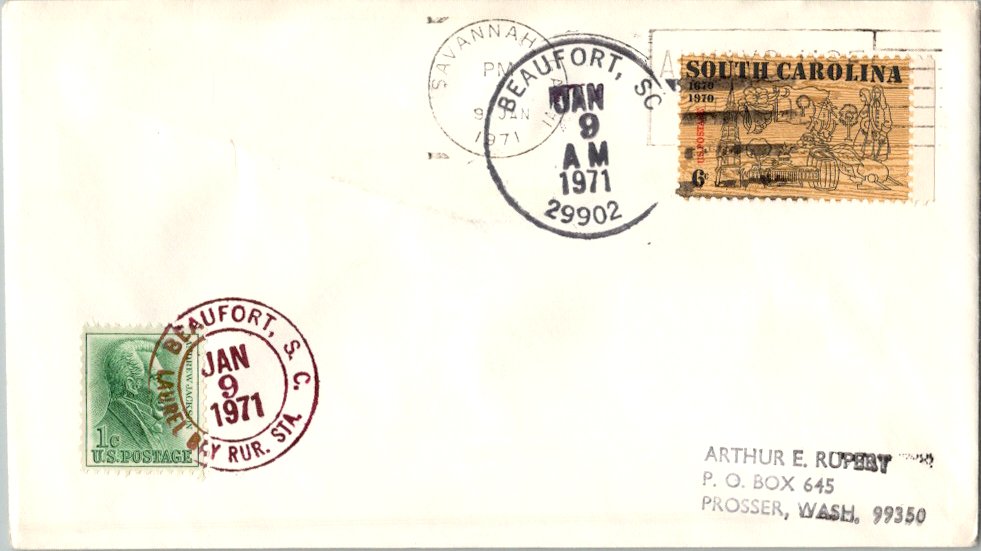 SAVANNAH
PM
9 JAN
1971
BEAUFORT, SC
JAN
9
AM
1971
29902
SOUTH CAROLINA
1670
1970
U.S. POSTAGE
6c
BEAUFORT, S. C.
JAN
9
1971
LAUREL BAY RUR. STA.
ANDREW JACKSON
1c
U.S. POSTAGE
ARTHUR E. RUPERT
P. O. BOX 645
PROSSER, WASH. 99350